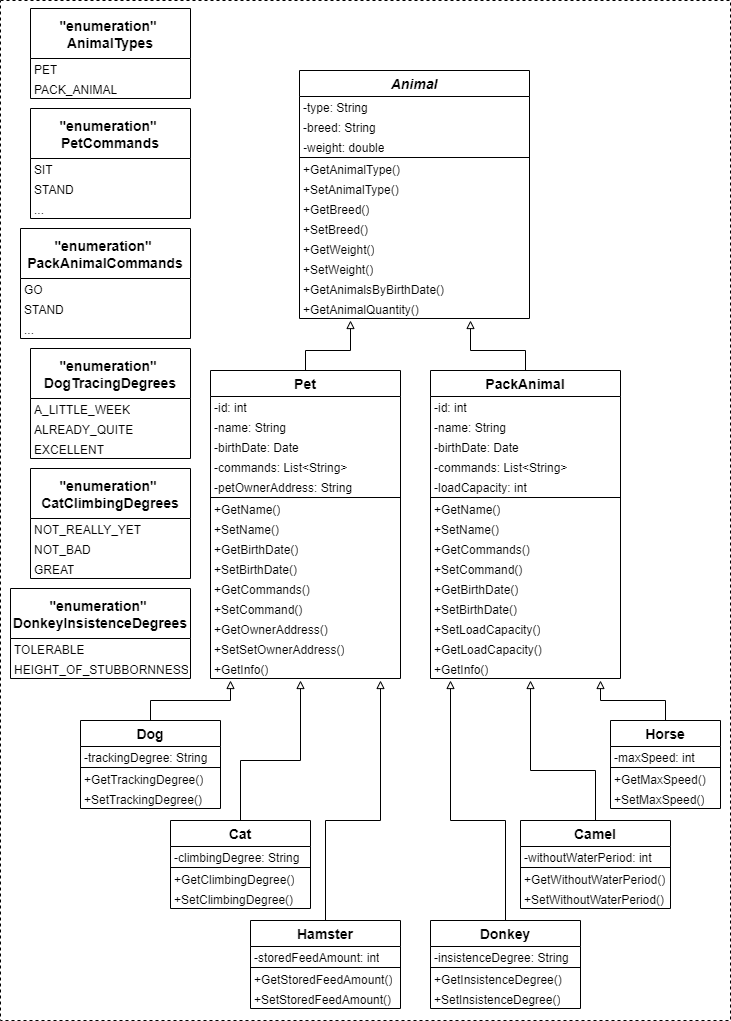 "enumeration"
AnimalTypes
PET
PACK_ANIMAL
"enumeration"
PetCommands
SIT
STAND
...
"enumeration"
PackAnimalCommands
GO
STAND
...
"enumeration"
DogTracingDegrees
A_LITTLE_WEEK
ALREADY_QUITE
EXCELLENT
"enumeration"
CatClimbingDegrees
NOT_REALLY_YET
NOT_BAD
GREAT
"enumeration"
DonkeyInsistenceDegrees
TOLERABLE
HEIGHT_OF_STUBBORNNESS
Animal
-type: String
-breed: String
-weight: double
+GetAnimalType()
+SetAnimalType()
+GetBreed()
+SetBreed()
+GetWeight()
+SetWeight()
+GetAnimalsByBirthDate()
+GetAnimalQuantity()
Pet
-id: int
-name: String
-birthDate: Date
-commands: List<String>
-petOwnerAddress: String
+GetName()
+SetName()
+GetBirthDate()
+SetBirthDate()
+GetCommands()
+SetCommand()
+GetOwnerAddress()
+SetSetOwnerAddress()
+GetInfo()
PackAnimal
-id: int
-name: String
-birthDate: Date
-commands: List<String>
-loadCapacity: int
+GetName()
+SetName()
+GetCommands()
+SetCommand()
+GetBirthDate()
+SetBirthDate()
+SetLoadCapacity()
+GetLoadCapacity()
+GetInfo()
Dog
-trackingDegree: String
+GetTrackingDegree()
+SetTrackingDegree()
Cat
-climbingDegree: String
+GetClimbingDegree()
+SetClimbingDegree()
Hamster
-storedFeedAmount: int
+GetStoredFeedAmount()
+SetStoredFeedAmount()
Donkey
-insistenceDegree: String
+GetInsistenceDegree()
+SetInsistenceDegree()
Camel
-withoutWaterPeriod: int
+GetWithoutWaterPeriod()
+SetWithoutWaterPeriod()
Horse
-maxSpeed: int
+GetMaxSpeed()
+SetMaxSpeed()